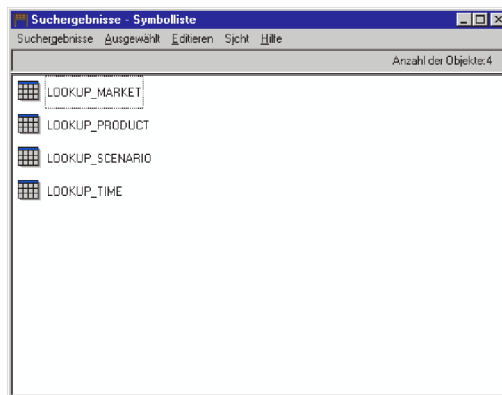 Suchergebnisse - Symbolliste
Suchergebnisse Ausgewählt Editieren Sicht Hilfe
Anzahl der Objekte:4
LOOKUP_MARKET
LOOKUP_PRODUCT
LOOKUP_SCENARIO
LOOKUP_TIME